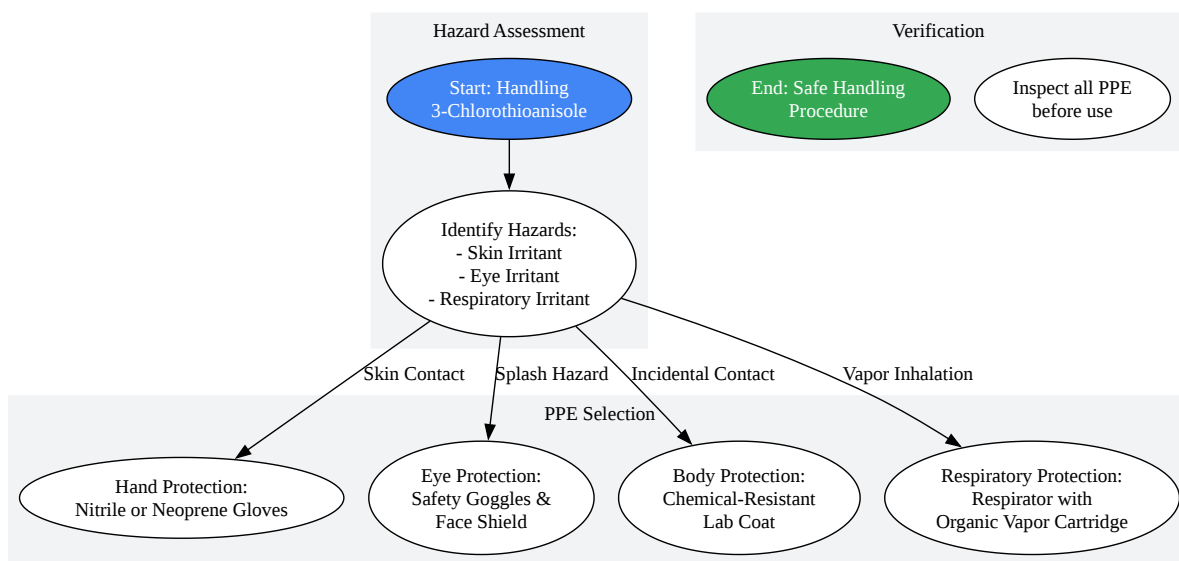 Hazard Assessment
Verification
Start: Handling
3-Chlorothioanisole
End: Safe Handling
Procedure
Inspect all PPE
before use
Identify Hazards:
- Skin Irritant
- Eye Irritant
- Respiratory Irritant
Skin Contact
Splash Hazard
Incidental Contact
Vapor Inhalation
PPE Selection
Hand Protection:
Nitrile or Neoprene Gloves
Eye Protection:
Safety Goggles &
Face Shield
Body Protection:
Chemical-Resistant
Lab Coat
Respiratory Protection:
Respirator with
Organic Vapor Cartridge